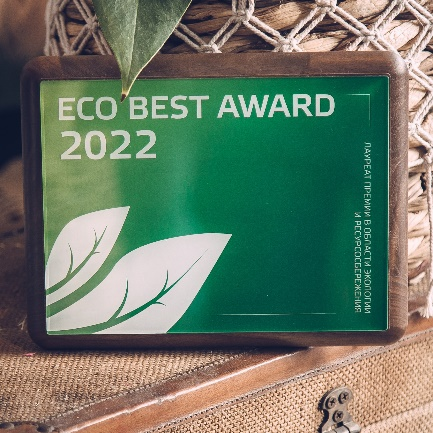 ECO BEST AWARD
2022
ЛАУРЕАТ ПРЕМИИ В ОБЛАСТИ ЭКОЛОГИИ
И РЕСУРСОСБЕРЕЖЕНИЯ